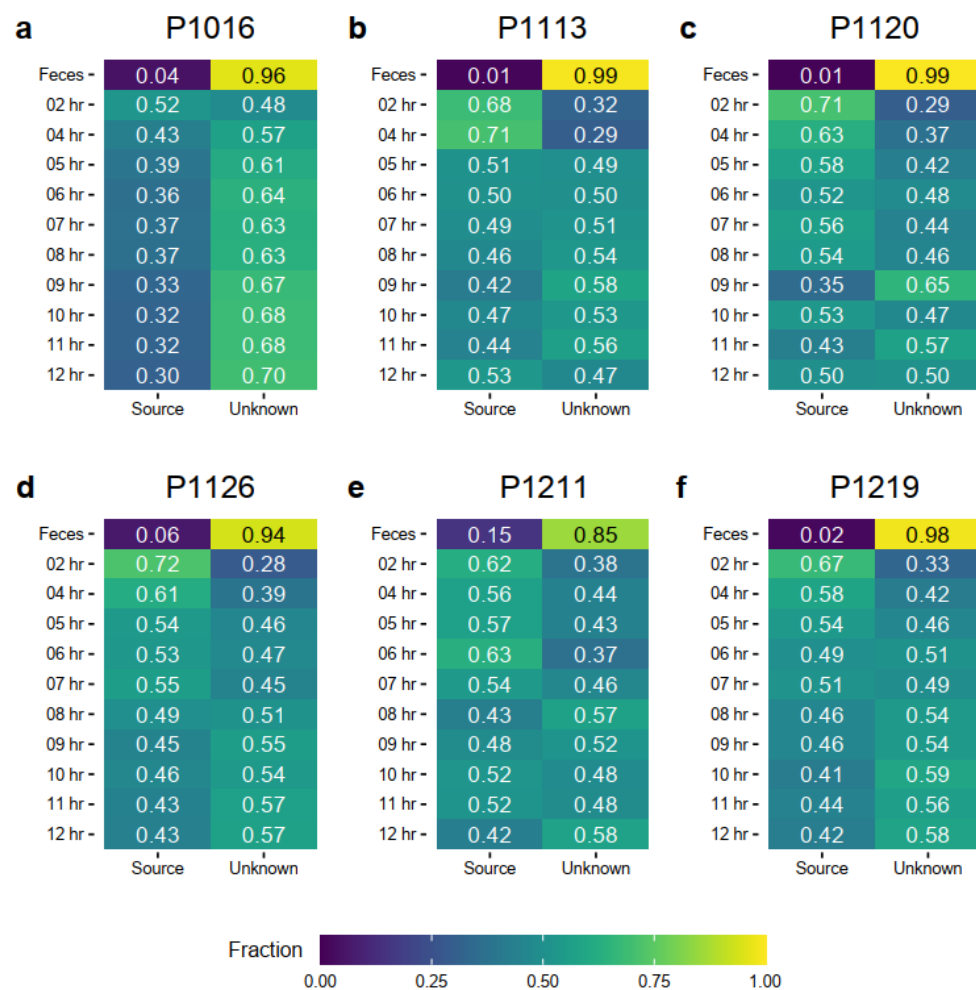 a P1016 b P1113 c P1120
Feces 0.04 0.96 Feces 0.01 0.99 Feces 0.01 0.99
02 hr 0.52 0.48 02 hr 0.68 0.32 02 hr 0.71 0.29
04 hr 0.43 0.57 04 hr 0.71 0.29 04 hr 0.63 0.37
05 hr 0.39 0.61 05 hr 0.51 0.49 05 hr 0.58 0.42
06 hr 0.36 0.64 06 hr 0.50 0.50 06 hr 0.52 0.48
07 hr 0.37 0.63 07 hr 0.49 0.51 07 hr 0.56 0.44
08 hr 0.37 0.63 08 hr 0.46 0.54 08 hr 0.54 0.46
09 hr 0.33 0.67 09 hr 0.42 0.58 09 hr 0.35 0.65
10 hr 0.32 0.68 10 hr 0.47 0.53 10 hr 0.53 0.47
11 hr 0.32 0.68 11 hr 0.44 0.56 11 hr 0.43 0.57
12 hr 0.30 0.70 12 hr 0.53 0.47 12 hr 0.50 0.50
Source Unknown Source Unknown Source Unknown
d P1126 e P1211 f P1219
Feces 0.06 0.94 Feces 0.15 0.85 Feces 0.02 0.98
02 hr 0.72 0.28 02 hr 0.62 0.38 02 hr 0.67 0.33
04 hr 0.61 0.39 04 hr 0.56 0.44 04 hr 0.58 0.42
05 hr 0.54 0.46 05 hr 0.57 0.43 05 hr 0.54 0.46
06 hr 0.53 0.47 06 hr 0.63 0.37 06 hr 0.49 0.51
07 hr 0.55 0.45 07 hr 0.54 0.46 07 hr 0.51 0.49
08 hr 0.49 0.51 08 hr 0.43 0.57 08 hr 0.46 0.54
09 hr 0.45 0.55 09 hr 0.48 0.52 09 hr 0.46 0.54
10 hr 0.46 0.54 10 hr 0.52 0.48 10 hr 0.41 0.59
11 hr 0.43 0.57 11 hr 0.52 0.48 11 hr 0.44 0.56
12 hr 0.43 0.57 12 hr 0.42 0.58 12 hr 0.42 0.58
Source Unknown Source Unknown Source Unknown
Fraction
0.00 0.25 0.50 0.75 1.00